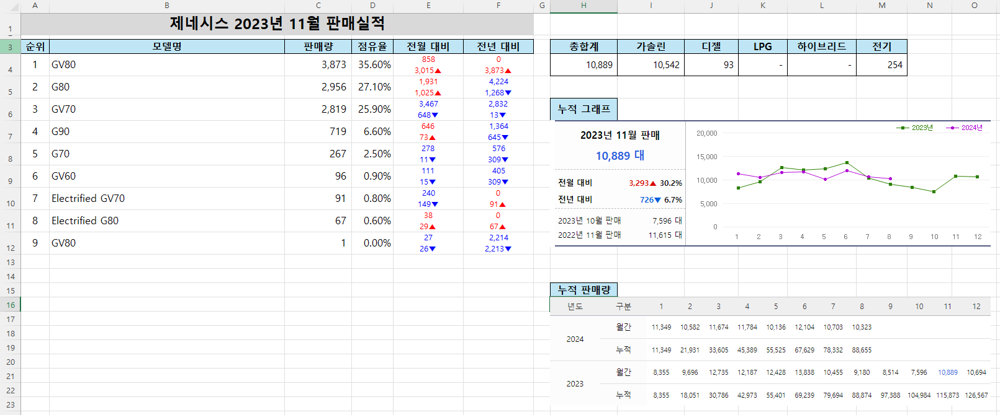 A B C D E F G H I J K L M N O
1 제네시스 2023년 11월 판매실적
3 순위 모델명 판매량 점유율 전월 대비 전년 대비 총합계 가솔린 디젤 LPG 하이브리드 전기
4 1 GV80 3,873 35.60% 858 3,015▲ 0 3,873▲ 10,889 10,542 93 - - 254
5 2 G80 2,956 27.10% 1,931 1,025▲ 4,224 1,268▼
6 3 GV70 2,819 25.90% 3,467 648▼ 2,832 13▼
7 4 G90 719 6.60% 646 73▲ 1,364 645▼
8 5 G70 267 2.50% 278 11▼ 576 309▼
9 6 GV60 96 0.90% 111 15▼ 405 309▼
10 7 Electrified GV70 91 0.80% 240 149▼ 0 91▲
11 8 Electrified G80 67 0.60% 38 29▲ 0 67▲
12 9 GV80 1 0.00% 27 26▼ 2,214 2,213▼
13
14
15
16
17
18
19
20
21
22
23
누적 그래프
2023년 11월 판매
10,889 대
전월 대비 3,293▲ 30.2%
전년 대비 726▼ 6.7%
2023년 10월 판매 7,596 대
2022년 11월 판매 11,615 대
2023년 2024년
20,000
15,000
10,000
5,000
0
1 2 3 4 5 6 7 8 9 10 11 12
누적 판매량
년도 구분 1 2 3 4 5 6 7 8 9 10 11 12
2024
월간 11,349 10,582 11,674 11,784 10,136 12,104 10,703 10,323
누적 11,349 21,931 33,605 45,389 55,525 67,629 78,332 88,655
2023
월간 8,355 9,696 12,735 12,187 12,428 13,838 10,455 9,180 8,514 7,596 10,889 10,694
누적 8,355 18,051 30,786 42,973 55,401 69,239 79,694 88,874 97,388 104,984 115,873 126,567